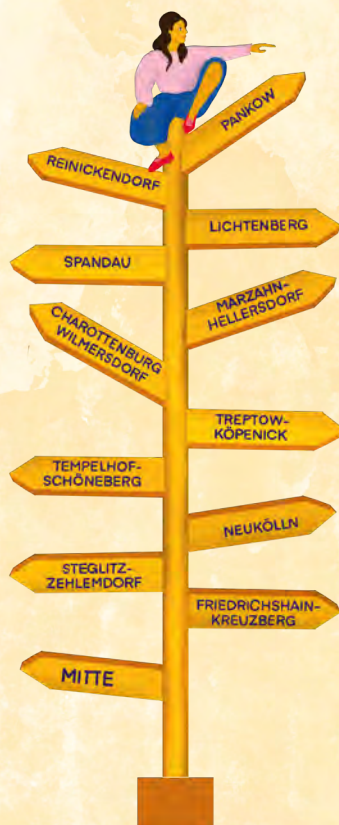 PANKOW
REINICKENDORF
LICHTENBERG
SPANDAU
MARZAHN-
HELLERSDORF
CHAROTTENBURG
WILMERSDORF
TREPTOW-
KÖPENICK
TEMPELHOF-
SCHÖNEBERG
NEUKÖLLN
STEGLITZ-
ZEHLEMDORF
FRIEDRICHSHAIN-
KREUZBERG
MITTE